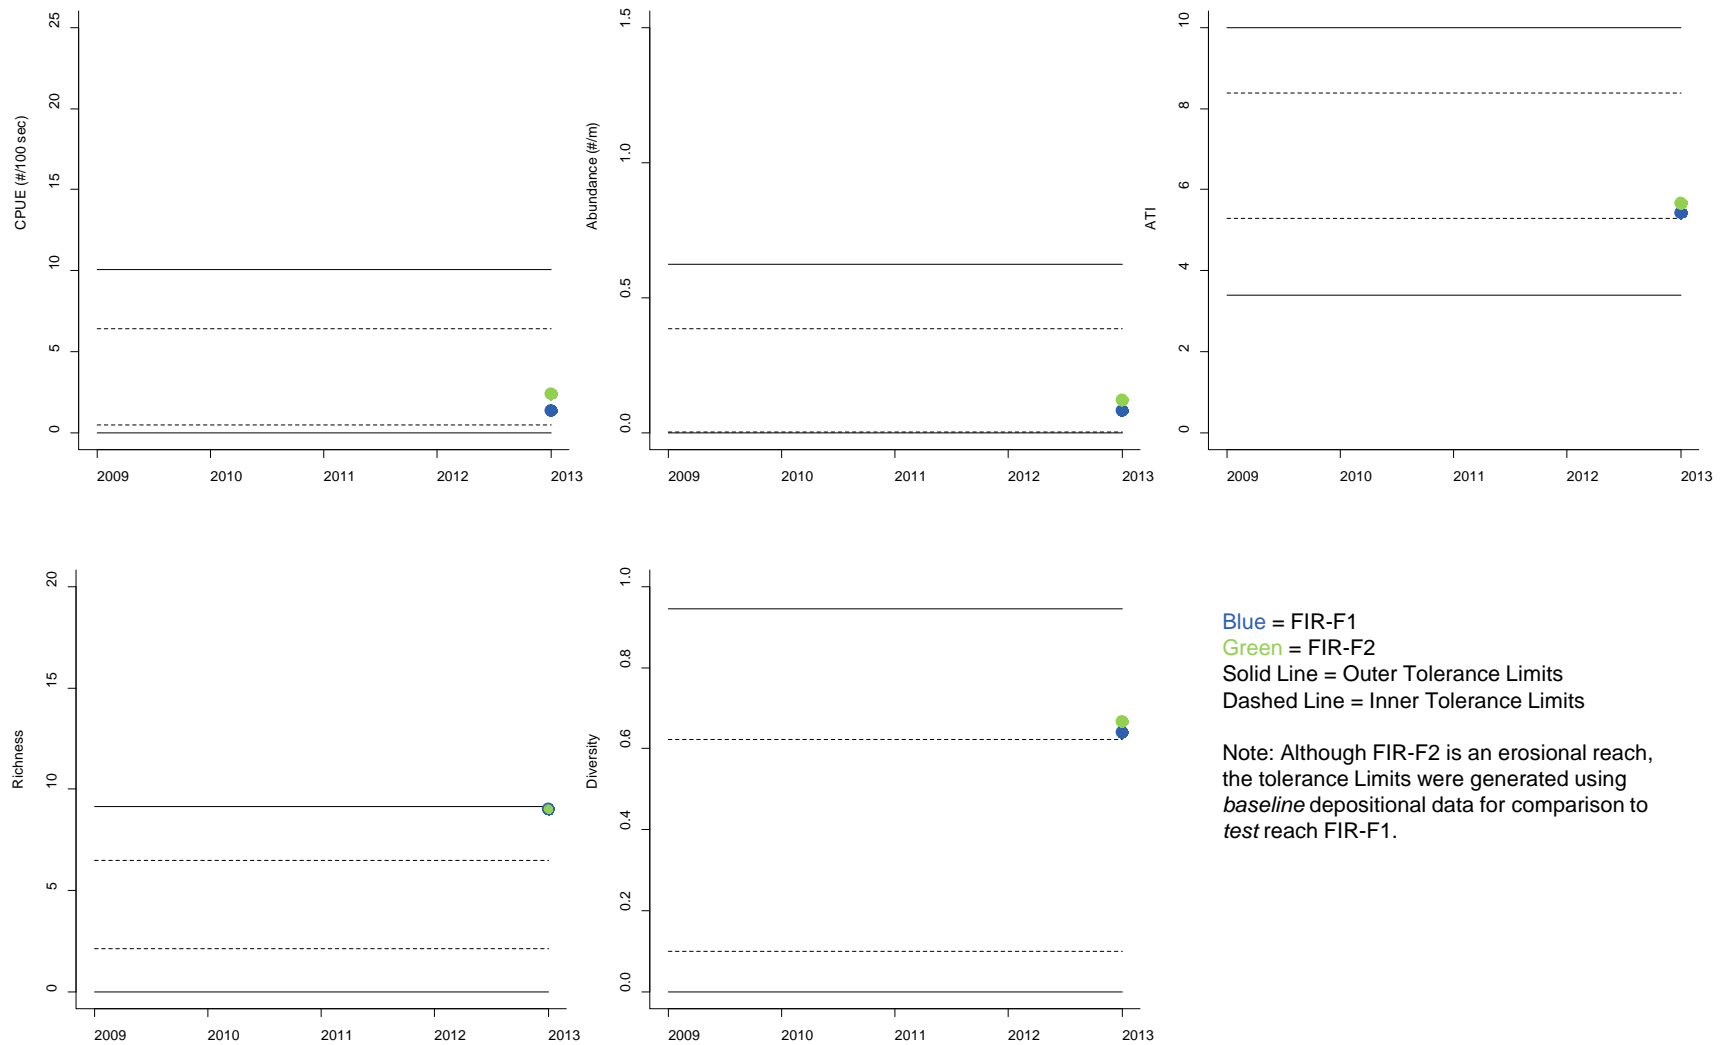 25
20
15
10
5
0
CPUE (#/100 sec)
2009 2010 2011 2012 2013
1.5
1.0
0.5
0.0
Abundance (#/m)
2009 2010 2011 2012 2013
10
8
6
4
2
0
ATI
2009 2010 2011 2012 2013
20
15
10
5
0
Richness
2009 2010 2011 2012 2013
1.0
0.8
0.6
0.4
0.2
0.0
Diversity
2009 2010 2011 2012 2013
Blue = FIR-F1
Green = FIR-F2
Solid Line = Outer Tolerance Limits
Dashed Line = Inner Tolerance Limits
Note: Although FIR-F2 is an erosional reach,
the tolerance Limits were generated using
baseline depositional data for comparison to
test reach FIR-F1.